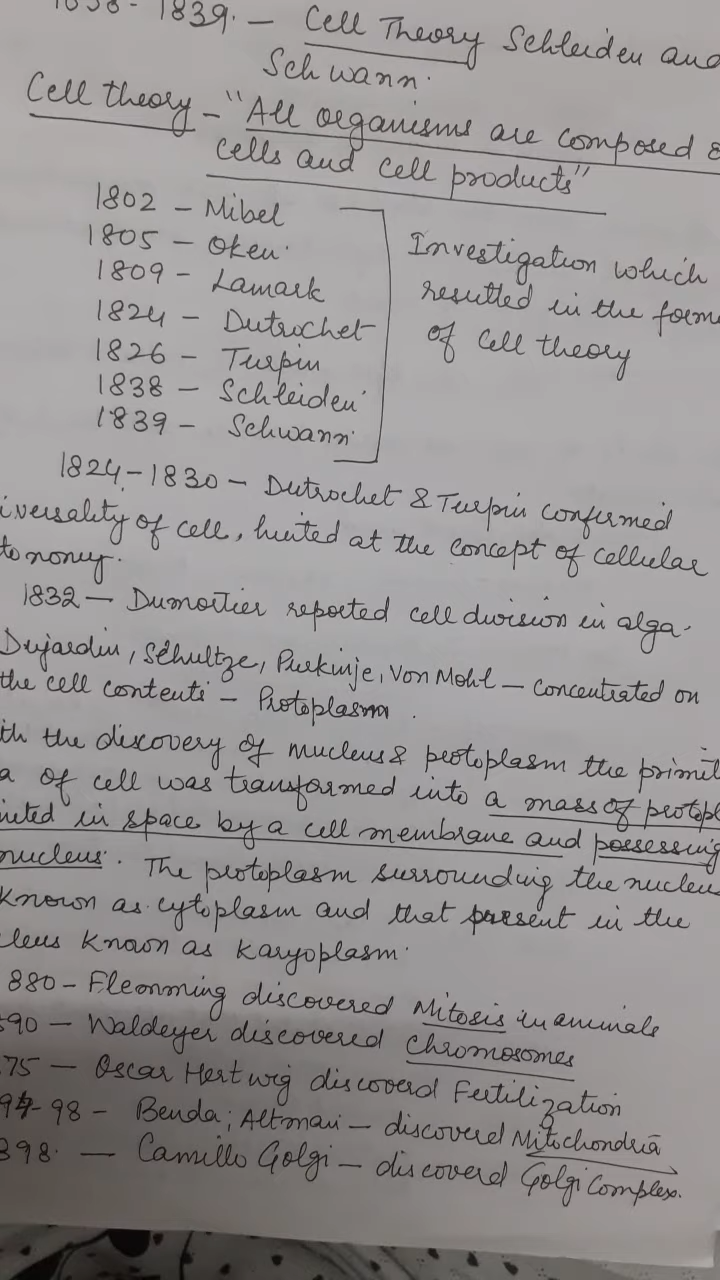 1838 - 1839. - Cell Theory Schleiden and
Schwann.
Cell theory - "All organisms are composed
cells and cell products"
1802 - Mibel
1805 - Oken
1809 - Lamark
1824 - Dutrochet
1826 - Turpin
1838 - Schleiden
1839 - Schwann
Investigation which
resulted in the form
of cell theory
1824-1830 - Dutrochet & Turpin confirmed
iversality of cell, hinted at the concept of cellular
tonomy.
1832 - Dumortier reported cell division in alga.
Dujardin, Schultze, Purkinje, Von Mohl - concentrated on
the cell contents - Protoplasm.
th the discovery of nucleus & protoplasm the primit
a of cell was transformed into a mass of protopl
ited in space by a cell membrane and possessing
nucleus. The protoplasm surrounding the nucleus
known as cytoplasm and that present in the
leus known as Karyoplasm.
880 - Flemming discovered Mitosis in animals
90 - Waldeyer discovered Chromosomes
75 - Oscar Hertwig discoverd Fertilization
94-98 - Benda; Altman - discoverd Mitochondria
898. - Camillo Golgi - discoverd Golgi Complex.